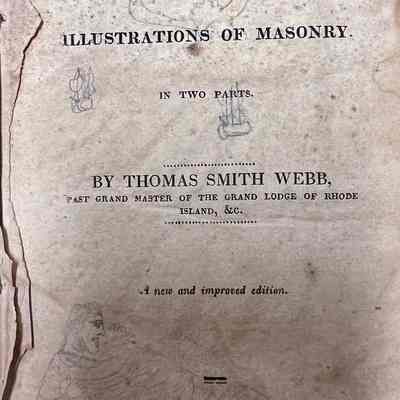 ILLUSTRATIONS OF MASONRY.
IN TWO PARTS.
BY THOMAS SMITH WEBB,
PAST GRAND MASTER OF THE GRAND LODGE OF RHODE
ISLAND, &C.
A new and improved edition.